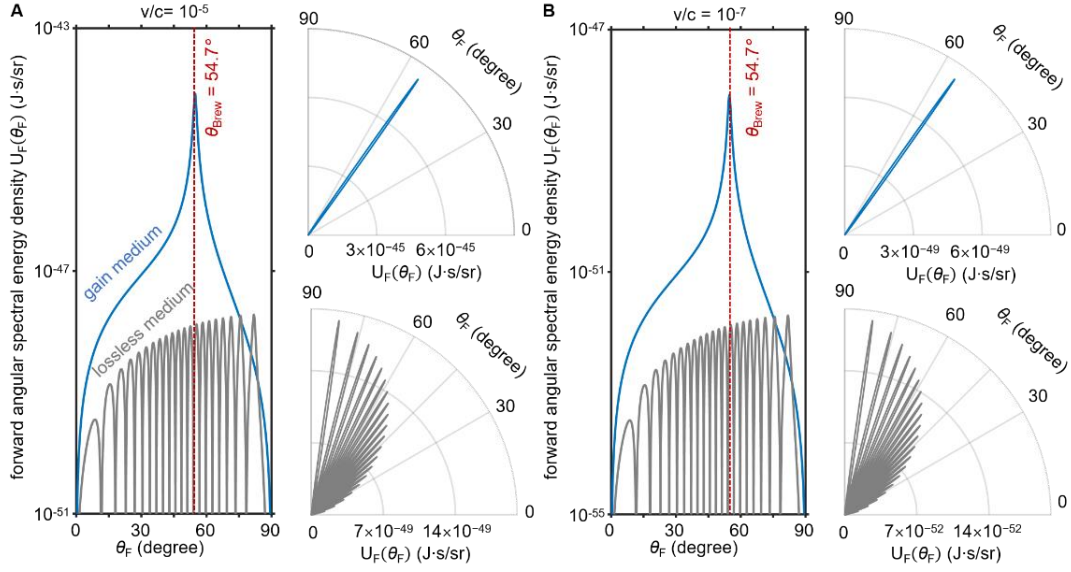 A
v/c= 10⁻⁵
forward angular spectral energy density U_F(θ_F) (J·s/sr)
10⁻⁴³
10⁻⁴⁷
10⁻⁵¹
θ_Brew = 54.7°
gain medium
lossless medium
0
30
60
90
θ_F (degree)
90
60
θ_F (degree)
30
0
0
3×10⁻⁴⁵
6×10⁻⁴⁵
U_F(θ_F) (J·s/sr)
90
60
θ_F (degree)
30
0
0
7×10⁻⁴⁹
14×10⁻⁴⁹
U_F(θ_F) (J·s/sr)
B
v/c = 10⁻⁷
forward angular spectral energy density U_F(θ_F) (J·s/sr)
10⁻⁴⁷
10⁻⁵¹
10⁻⁵⁵
θ_Brew = 54.7°
gain medium
lossless medium
0
30
60
90
θ_F (degree)
90
60
θ_F (degree)
30
0
0
3×10⁻⁴⁹
6×10⁻⁴⁹
U_F(θ_F) (J·s/sr)
90
60
θ_F (degree)
30
0
0
7×10⁻⁵²
14×10⁻⁵²
U_F(θ_F) (J·s/sr)